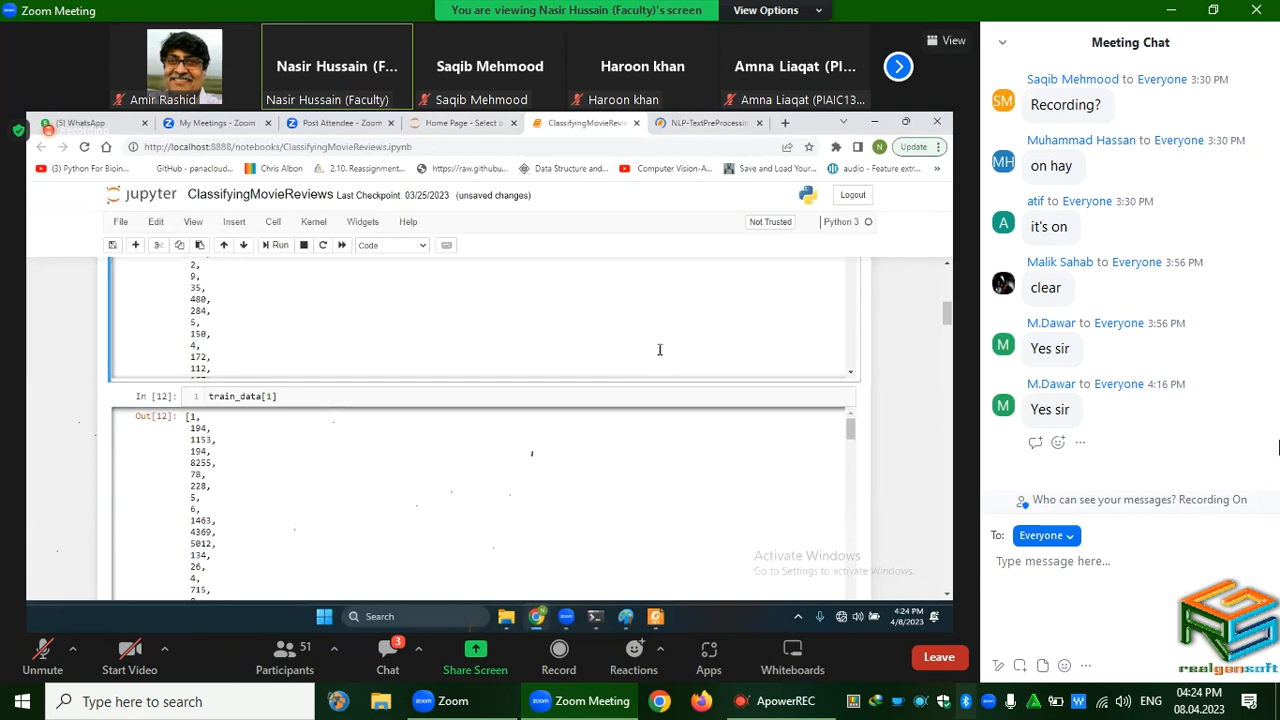 Zoom Meeting
You are viewing Nasir Hussain (Faculty)'s screen
View Options
Amir Rashid
Nasir Hussain (F...
Nasir Hussain (Faculty)
Saqib Mehmood
Saqib Mehmood
Haroon khan
Haroon khan
Amna Liaqat (PI...
Amna Liaqat (PIAIC13...
View
Recording
(5) WhatsApp
My Meetings - Zoom
Post Attendee - Zoom
Home Page - Select
ClassifyingMovieRevie
NLP-TextPreProcessin
http://localhost:8888/notebooks/ClassifyingMovieReviews.ipynb
Update
(3) Python For Bioin...
GitHub - panacloud...
Chris Albon
2.10. Reassignment...
https://raw.githubu...
Data Structure and...
Computer Vision-A...
Save and Load Your...
audio - Feature extr...
»
jupyter ClassifyingMovieReviews Last Checkpoint: 03/25/2023 (unsaved changes)
Logout
File Edit View Insert Cell Kernel Widgets Help
Not Trusted
Python 3
Run
Code
2,
9,
35,
480,
284,
5,
150,
4,
172,
112,
In [12]: 1 train_data[1]
Out[12]: [1,
194,
1153,
194,
8255,
78,
228,
5,
6,
1463,
4369,
5012,
134,
26,
4,
715,
Activate Windows
Go to Settings to activate Windows.
Search
4:24 PM
4/8/2023
Meeting Chat
Saqib Mehmood to Everyone 3:30 PM
SM
Recording?
Muhammad Hassan to Everyone 3:30 PM
MH
on hay
atif to Everyone 3:30 PM
A
it's on
Malik Sahab to Everyone 3:56 PM
clear
M.Dawar to Everyone 3:56 PM
M
Yes sir
M.Dawar to Everyone 4:16 PM
M
Yes sir
Who can see your messages? Recording On
To: Everyone
Type message here...
realgansoft
Unmute
Start Video
51
Participants
3
Chat
Share Screen
Record
Reactions
Apps
Whiteboards
Leave
Type here to search
Zoom
Zoom Meeting
ApowerREC
ENG
04:24 PM
08.04.2023